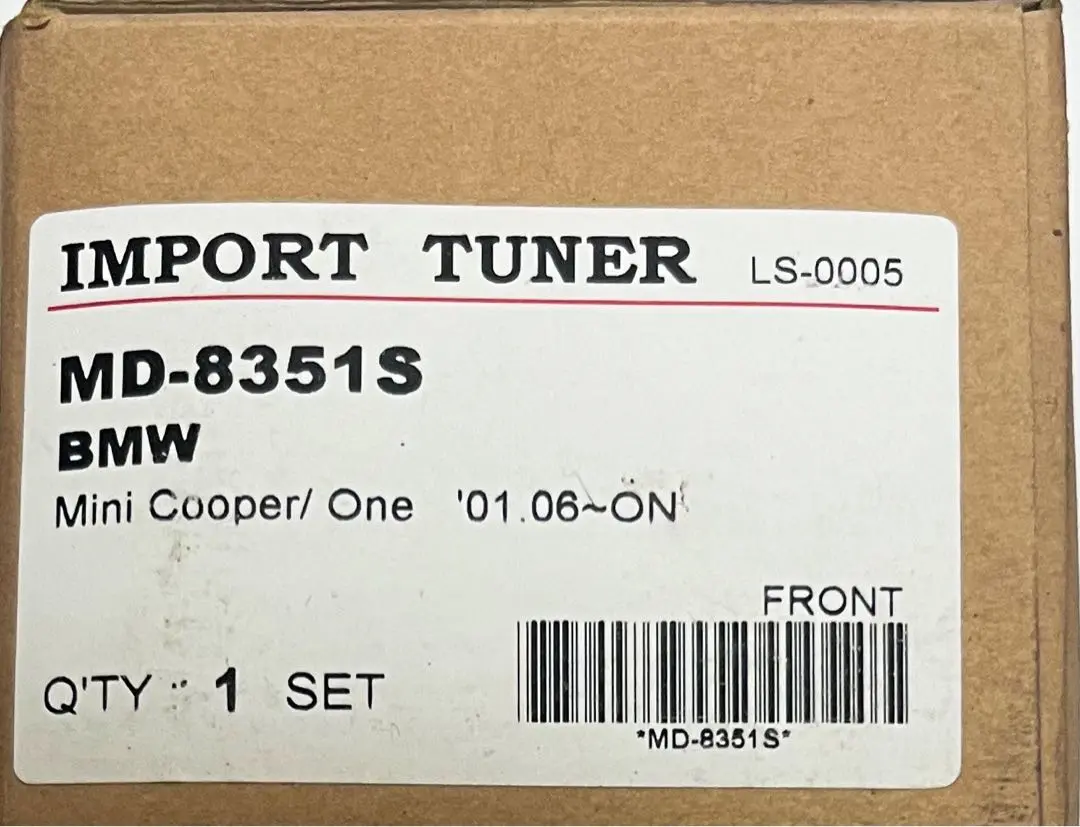 IMPORT TUNER LS-0005
MD-8351S
BMW
Mini Cooper/ One '01.06~ON
FRONT
Q'TY : 1 SET
*MD-8351S*